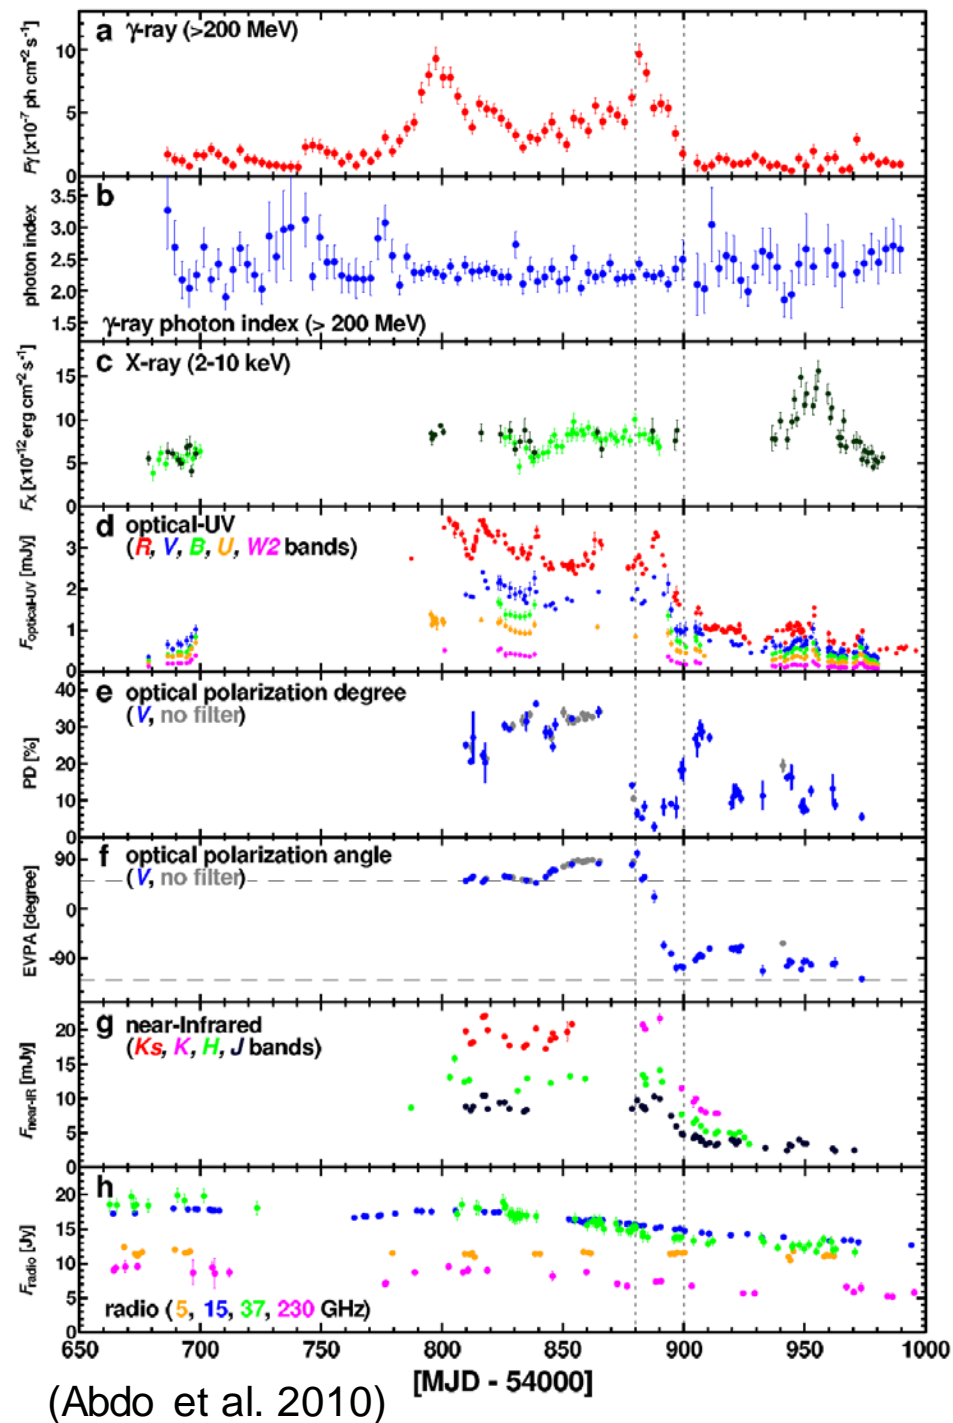 a γ-ray (>200 MeV)
Fγ [x10⁻⁷ ph cm⁻² s⁻¹]
10
5
0
b
photon index
3.5
3.0
2.5
2.0
1.5
γ-ray photon index (> 200 MeV)
c X-ray (2-10 keV)
F_X [x10⁻¹² erg cm⁻² s⁻¹]
15
10
5
0
d optical-UV
(R, V, B, U, W2 bands)
F_optical-UV [mJy]
3
2
1
0
e optical polarization degree
(V, no filter)
PD [%]
40
30
20
10
0
f optical polarization angle
(V, no filter)
EVPA [degree]
90
0
-90
g near-Infrared
(Ks, K, H, J bands)
F_near-IR [mJy]
20
15
10
5
0
h
F_radio [Jy]
20
15
10
5
0
radio (5, 15, 37, 230 GHz)
650 700 750 800 850 900 950 1000
[MJD - 54000]
(Abdo et al. 2010)